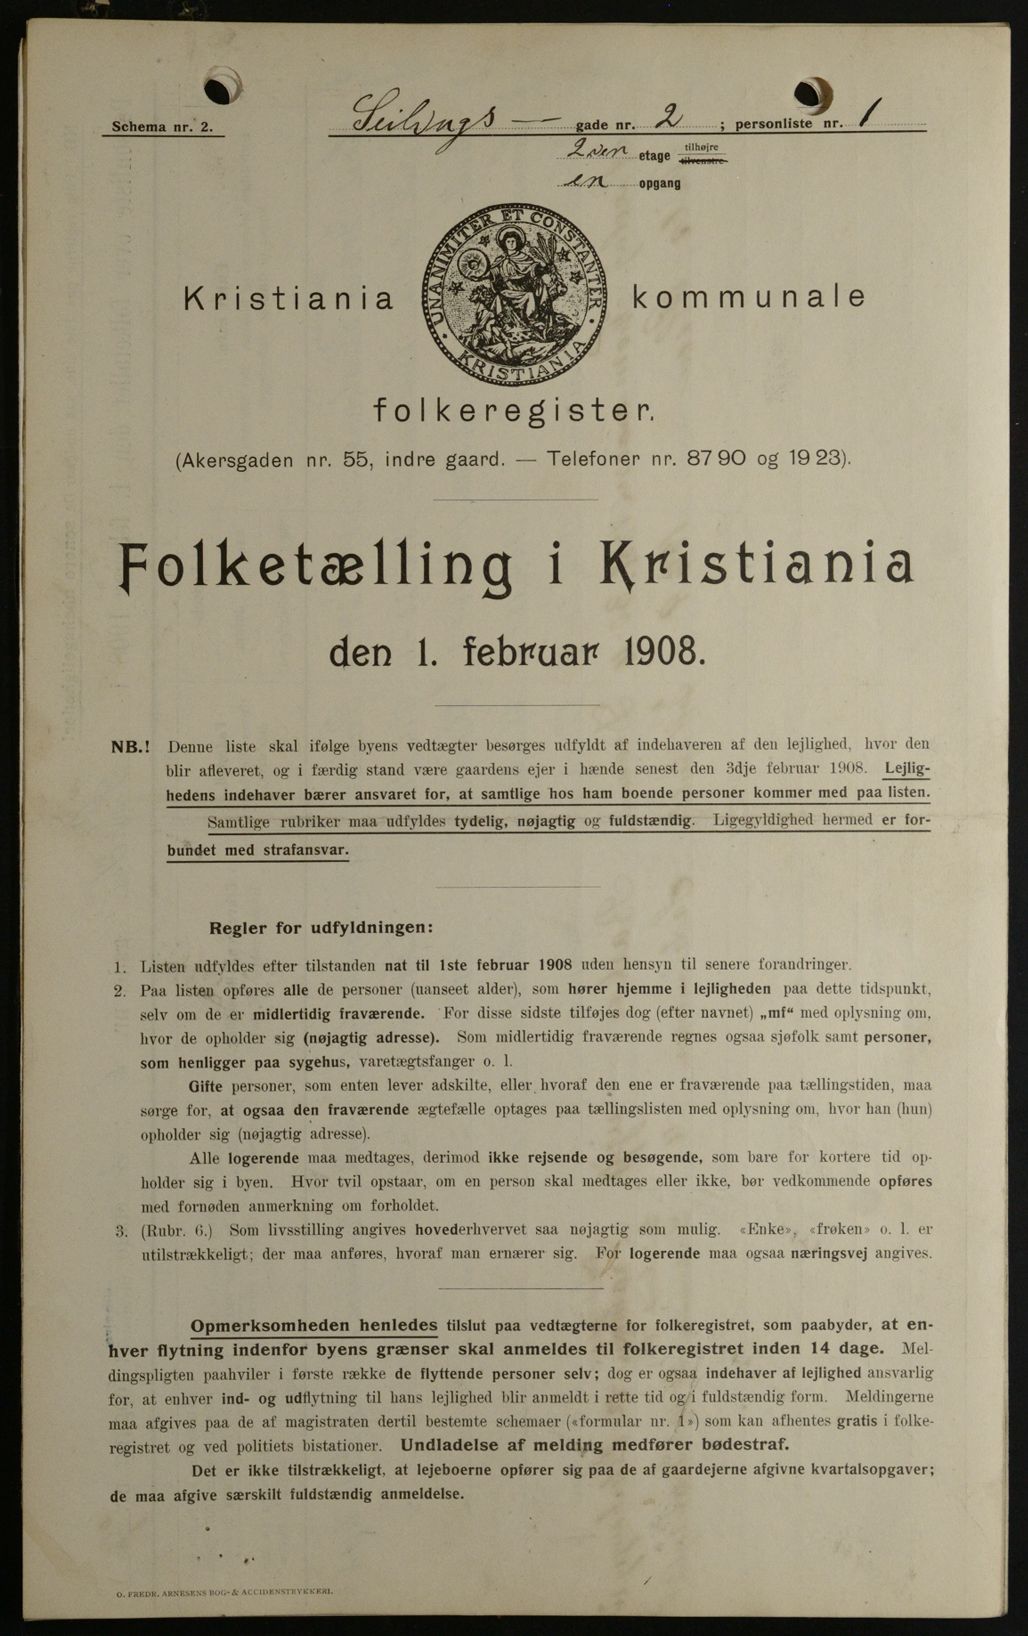 Schema nr. 2.
Seildugs — gade nr. 2 ; personliste nr. 1
2den etage tilhøjre tilvenstre
en opgang
UNANIMITER ET CONSTANTER · KRISTIANIA ·
Kristiania kommunale
folkeregister.
(Akersgaden nr. 55, indre gaard. — Telefoner nr. 87 90 og 19 23).
Folketælling i Kristiania
den 1. februar 1908.
NB.! Denne liste skal ifølge byens vedtægter besørges udfyldt af indehaveren af den lejlighed, hvor den
blir afleveret, og i færdig stand være gaardens ejer i hænde senest den 3dje februar 1908. Lejlig-
hedens indehaver bærer ansvaret for, at samtlige hos ham boende personer kommer med paa listen.
Samtlige rubriker maa udfyldes tydelig, nøjagtig og fuldstændig. Ligegyldighed hermed er for-
bundet med strafansvar.
Regler for udfyldningen:
1. Listen udfyldes efter tilstanden nat til 1ste februar 1908 uden hensyn til senere forandringer.
2. Paa listen opføres alle de personer (uanseet alder), som hører hjemme i lejligheden paa dette tidspunkt,
selv om de er midlertidig fraværende. For disse sidste tilføjes dog (efter navnet) „mf“ med oplysning om,
hvor de opholder sig (nøjagtig adresse). Som midlertidig fraværende regnes ogsaa sjøfolk samt personer,
som henligger paa sygehus, varetægtsfanger o. l.
Gifte personer, som enten lever adskilte, eller hvoraf den ene er fraværende paa tællingstiden, maa
sørge for, at ogsaa den fraværende ægtefælle optages paa tællingslisten med oplysning om, hvor han (hun)
opholder sig (nøjagtig adresse).
Alle logerende maa medtages, derimod ikke rejsende og besøgende, som bare for kortere tid op-
holder sig i byen. Hvor tvil opstaar, om en person skal medtages eller ikke, bør vedkommende opføres
med fornøden anmerkning om forholdet.
3. (Rubr. 6.) Som livsstilling angives hovederhvervet saa nøjagtig som mulig. «Enke», «frøken» o. l. er
utilstrækkeligt; der maa anføres, hvoraf man ernærer sig. For logerende maa ogsaa næringsvej angives.
Opmerksomheden henledes tilslut paa vedtægterne for folkeregistret, som paabyder, at en-
hver flytning indenfor byens grænser skal anmeldes til folkeregistret inden 14 dage. Mel-
dingspligten paahviler i første række de flyttende personer selv; dog er ogsaa indehaver af lejlighed ansvarlig
for, at enhver ind- og udflytning til hans lejlighed blir anmeldt i rette tid og i fuldstændig form. Meldingerne
maa afgives paa de af magistraten dertil bestemte schemaer («formular nr. 1») som kan afhentes gratis i folke-
registret og ved politiets bistationer. Undladelse af melding medfører bødestraf.
Det er ikke tilstrækkeligt, at lejeboerne opfører sig paa de af gaardejerne afgivne kvartalsopgaver;
de maa afgive særskilt fuldstændig anmeldelse.
O. FREDR. ARNESENS BOG- & ACCIDENSTRYKKERI.